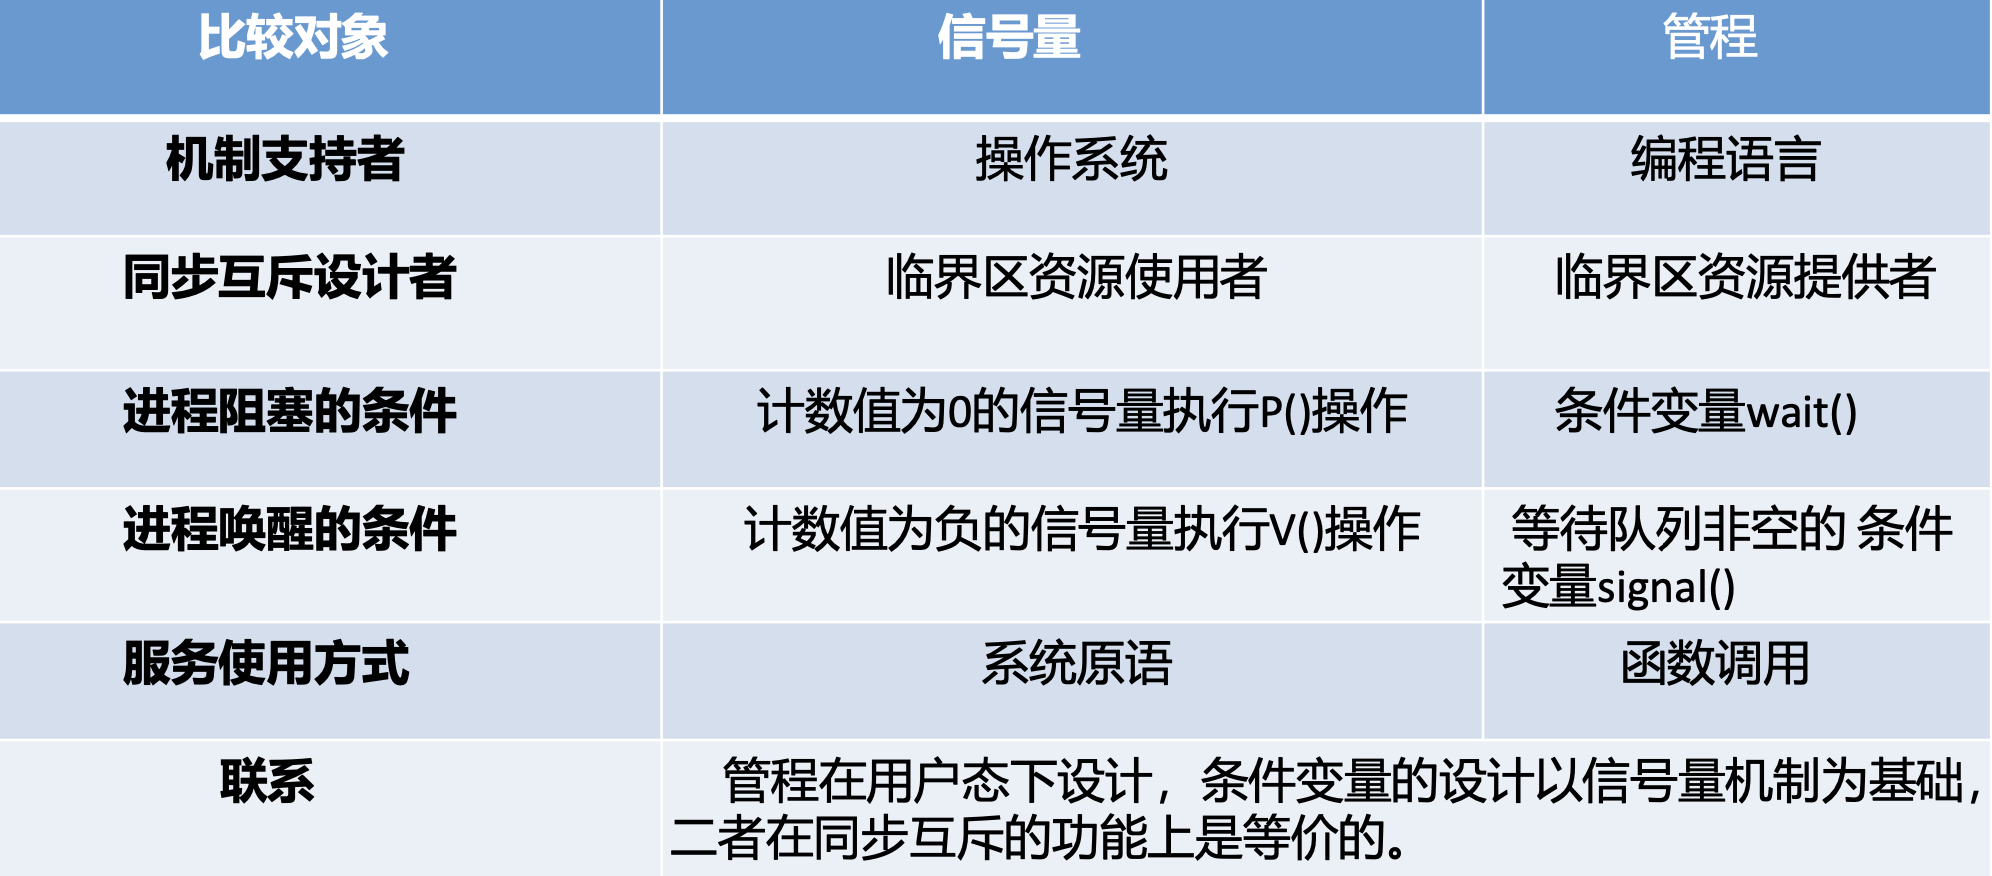 比较对象 信号量 管程
机制支持者 操作系统 编程语言
同步互斥设计者 临界区资源使用者 临界区资源提供者
进程阻塞的条件 计数值为0的信号量执行P()操作 条件变量wait()
进程唤醒的条件 计数值为负的信号量执行V()操作 等待队列非空的 条件
变量signal()
服务使用方式 系统原语 函数调用
联系 管程在用户态下设计，条件变量的设计以信号量机制为基础，
二者在同步互斥的功能上是等价的。